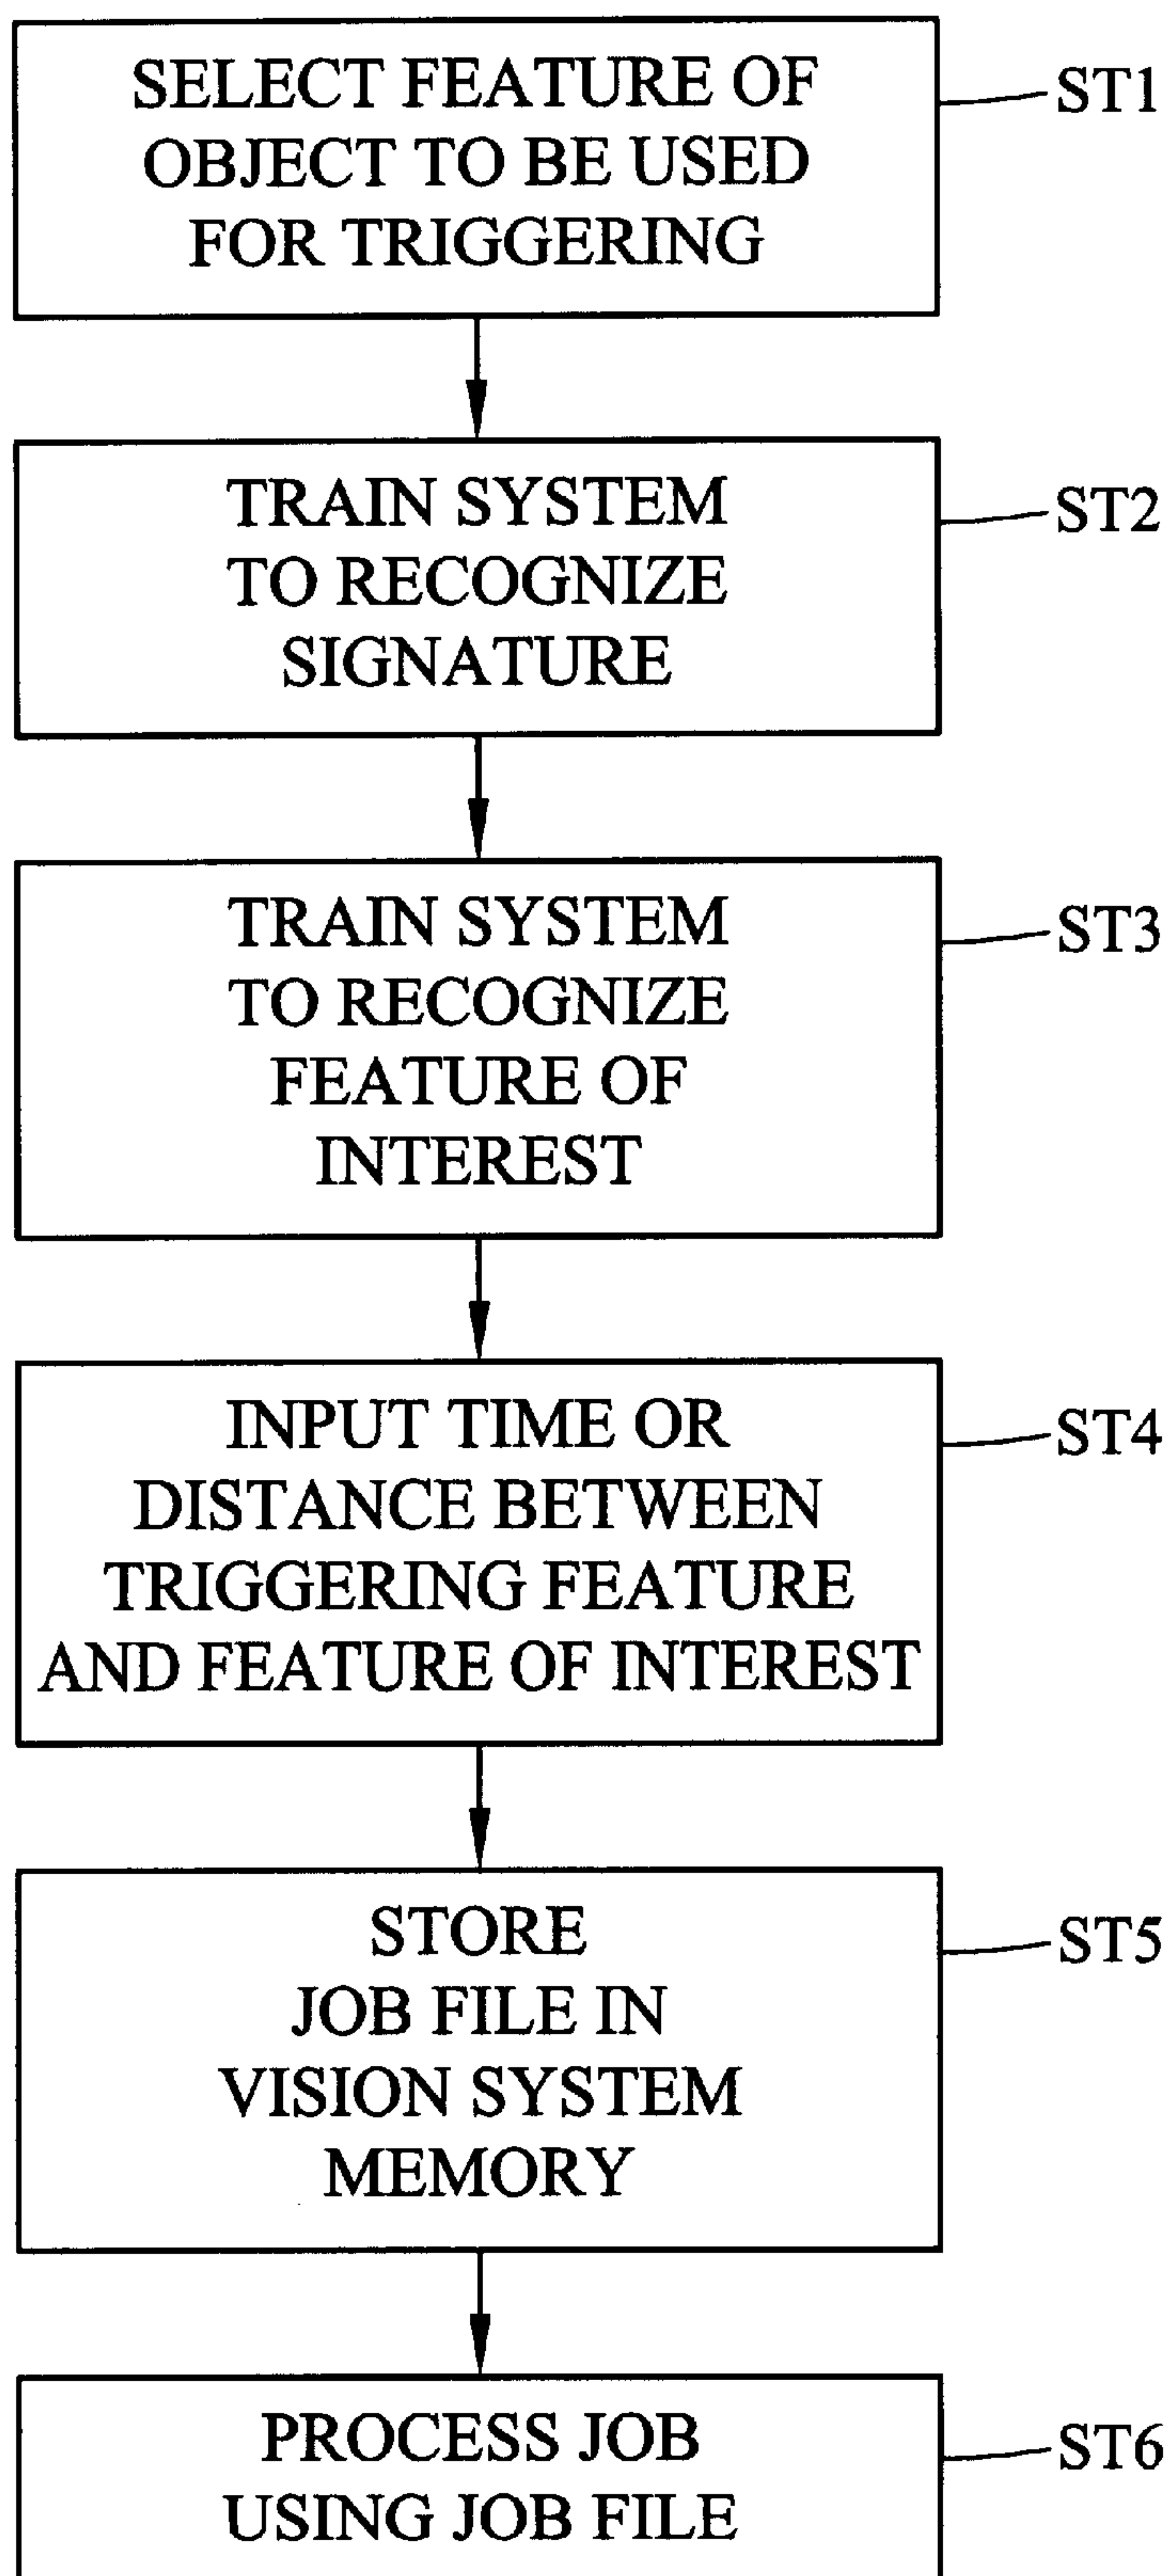 SELECT FEATURE OF
OBJECT TO BE USED
FOR TRIGGERING
ST1
TRAIN SYSTEM
TO RECOGNIZE
SIGNATURE
ST2
TRAIN SYSTEM
TO RECOGNIZE
FEATURE OF
INTEREST
ST3
INPUT TIME OR
DISTANCE BETWEEN
TRIGGERING FEATURE
AND FEATURE OF INTEREST
ST4
STORE
JOB FILE IN
VISION SYSTEM
MEMORY
ST5
PROCESS JOB
USING JOB FILE
ST6